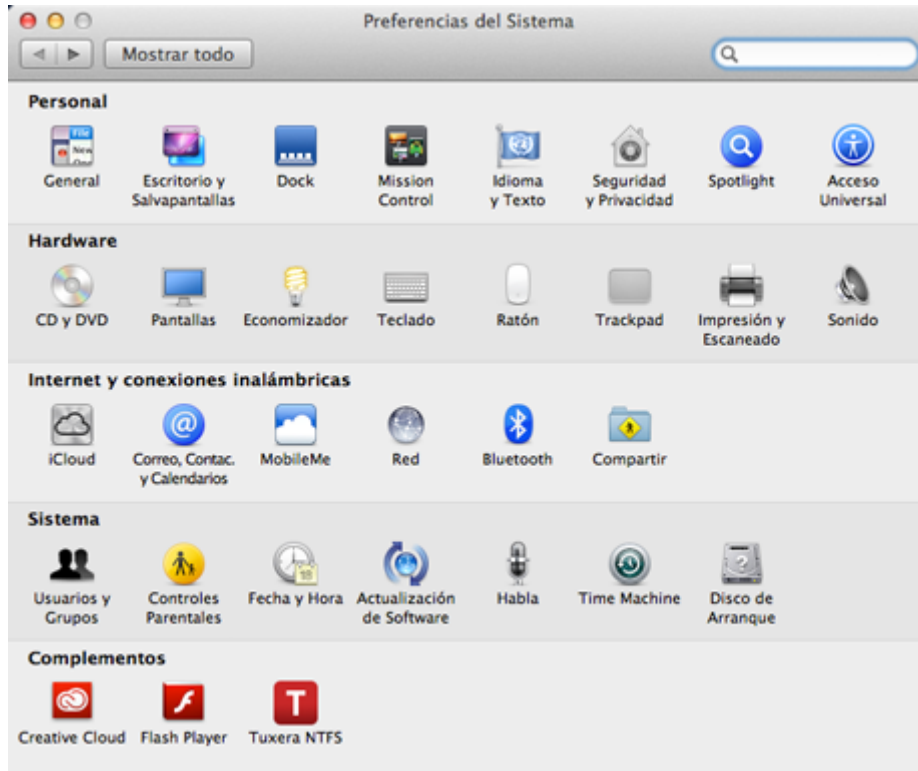 Preferencias del Sistema
Mostrar todo
Personal
General
Escritorio y
Salvapantallas
Dock
Mission
Control
Idioma
y Texto
Seguridad
y Privacidad
Spotlight
Acceso
Universal
Hardware
CD y DVD
Pantallas
Economizador
Teclado
Ratón
Trackpad
Impresión y
Escaneado
Sonido
Internet y conexiones inalámbricas
iCloud
Correo, Contac.
y Calendarios
MobileMe
Red
Bluetooth
Compartir
Sistema
Usuarios y
Grupos
Controles
Parentales
Fecha y Hora
Actualización
de Software
Habla
Time Machine
Disco de
Arranque
Complementos
Creative Cloud
Flash Player
Tuxera NTFS